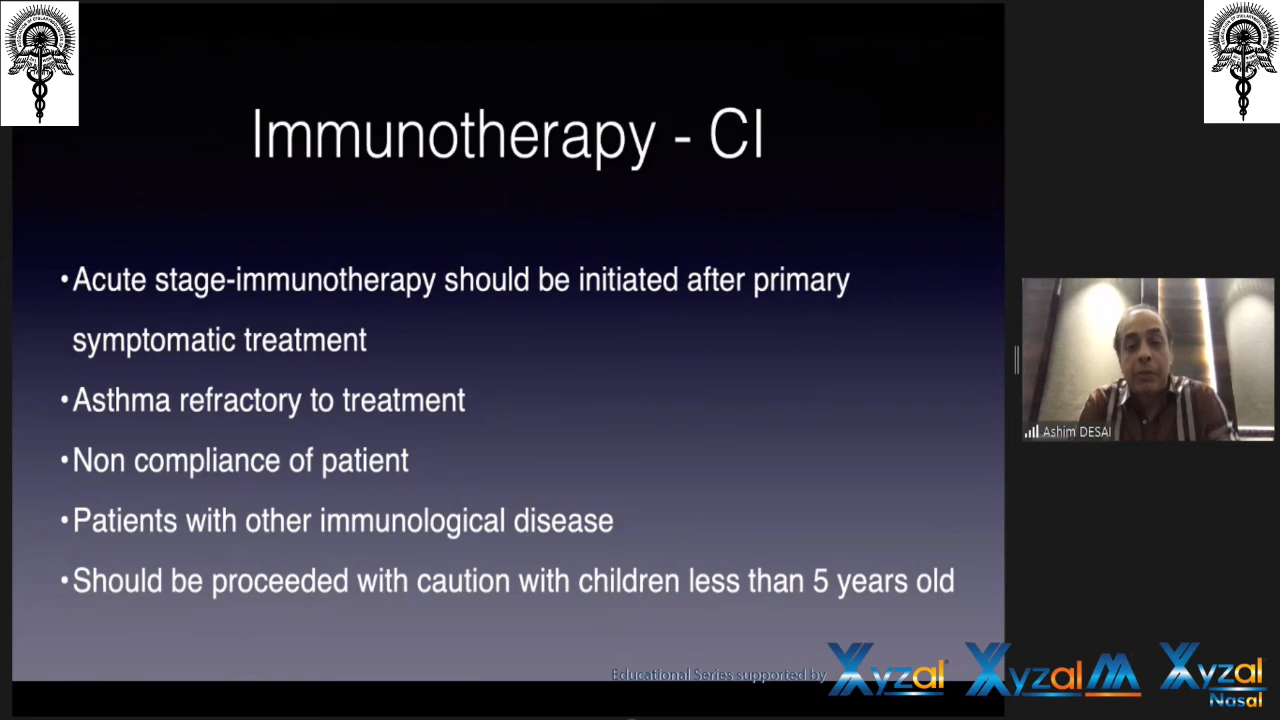 Immunotherapy - CI
•Acute stage-immunotherapy should be initiated after primary
symptomatic treatment
•Asthma refractory to treatment
•Non compliance of patient
•Patients with other immunological disease
•Should be proceeded with caution with children less than 5 years old
Ashim DESAI
Educational Series supported by Xyzal Xyzal M Xyzal
Nasal